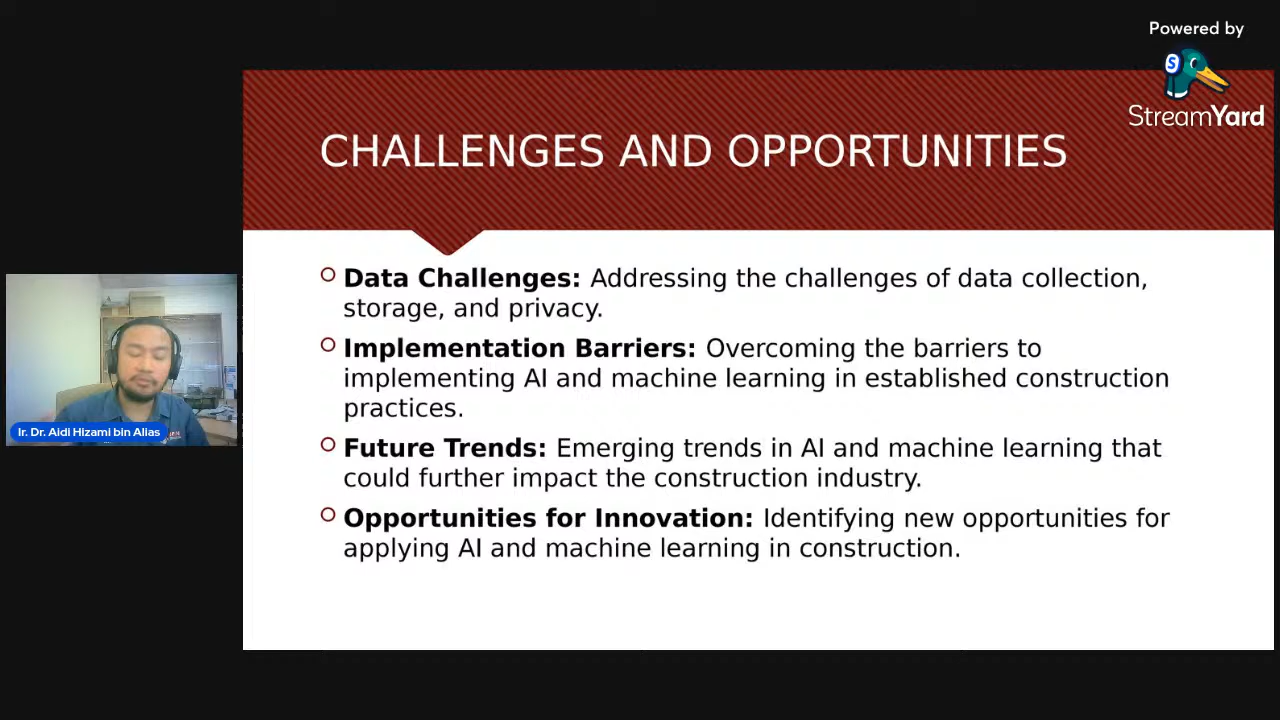 Powered by
StreamYard
CHALLENGES AND OPPORTUNITIES
Data Challenges: Addressing the challenges of data collection,
storage, and privacy.
Implementation Barriers: Overcoming the barriers to
implementing AI and machine learning in established construction
practices.
Future Trends: Emerging trends in AI and machine learning that
could further impact the construction industry.
Opportunities for Innovation: Identifying new opportunities for
applying AI and machine learning in construction.
Ir. Dr. Aidi Hizami bin Alias